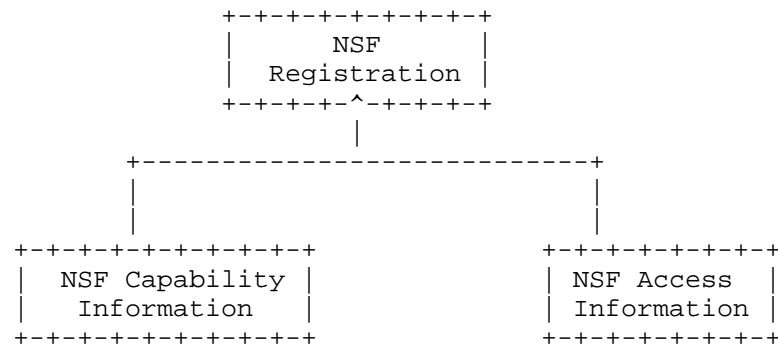 NSF
Registration
NSF Capability
Information
NSF Access
Information